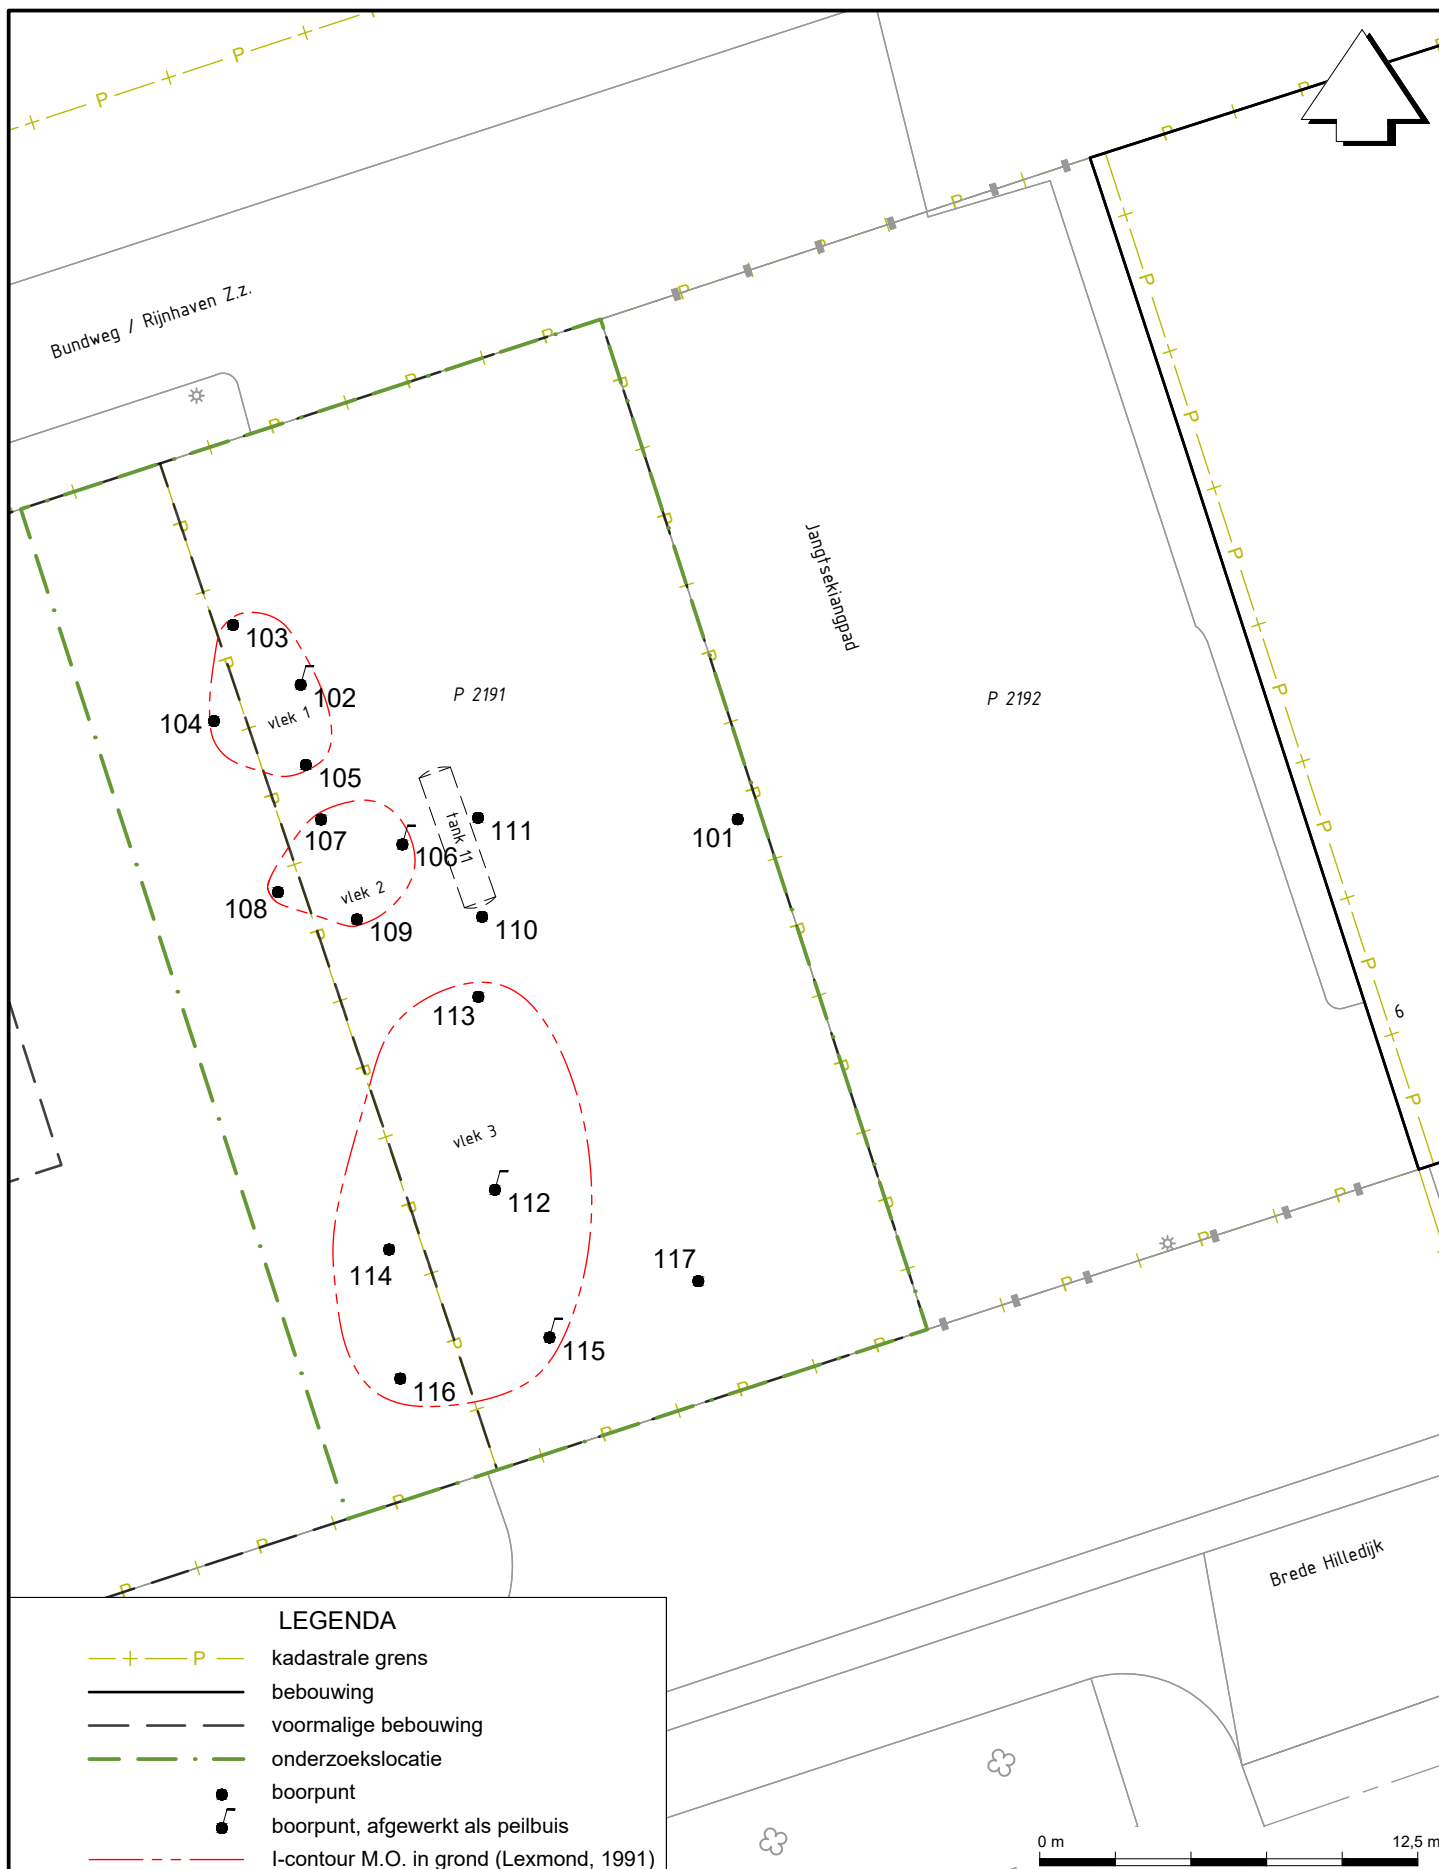 Bundweg / Rijnhaven Z.z.
Jangtsekiangpad
103
102
P 2191
P 2192
vlek 1
104
105
107
111
101
tank 11
106
vlek 2
108
109
110
113
6
vlek 3
112
114
117
115
116
Brede Hilledijk
LEGENDA
+ P kadastrale grens
bebouwing
voormalige bebouwing
onderzoekslocatie
boorpunt
boorpunt, afgewerkt als peilbuis
I-contour M.O. in grond (Lexmond, 1991)
0 m 12,5 m